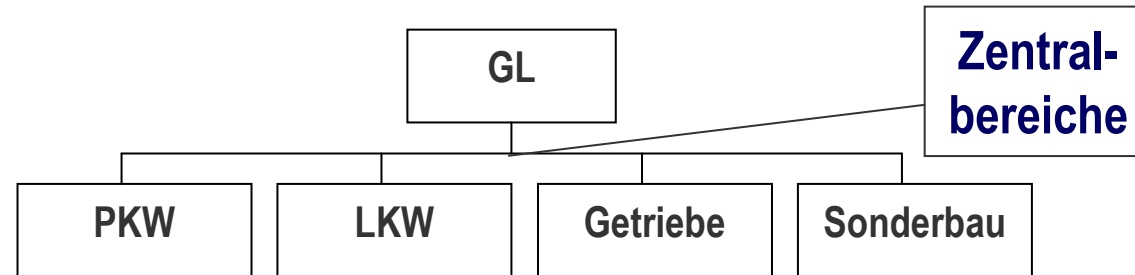 GL
Zentral-
bereiche
PKW
LKW
Getriebe
Sonderbau